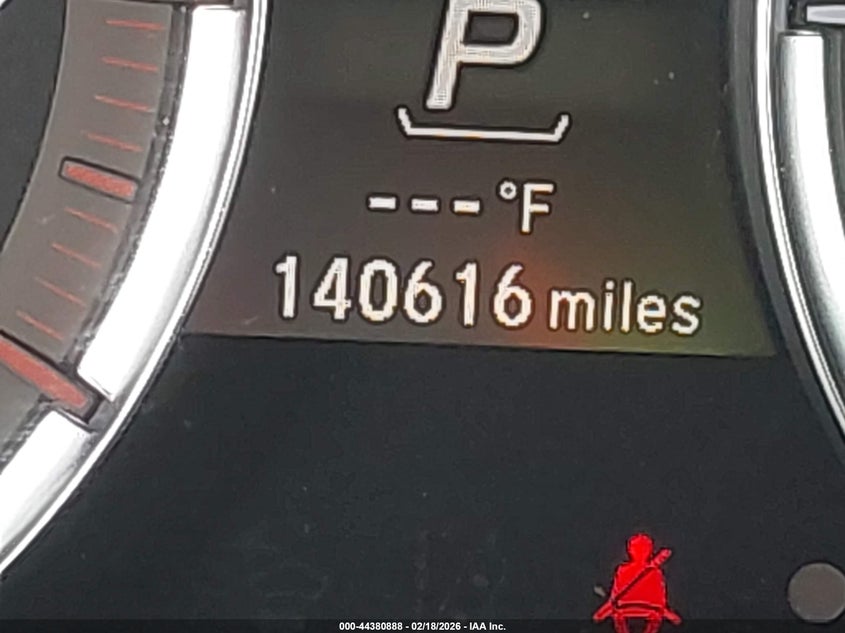 P
---°F
140616 miles
000-44380888 - 02/18/2026 - IAA Inc.